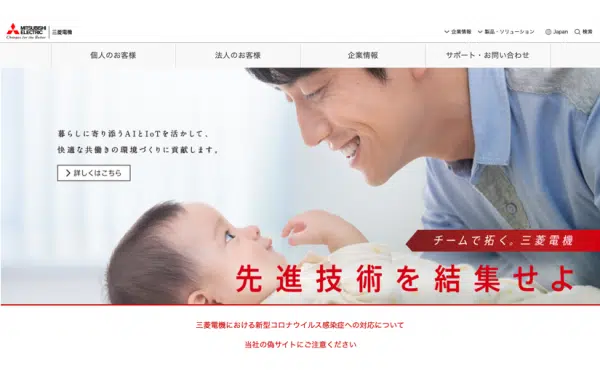 MITSUBISHI
ELECTRIC
Changes for the Better
三菱電機
企業情報
製品・ソリューション
Japan
検索
個人のお客様
法人のお客様
企業情報
サポート・お問い合わせ
暮らしに寄り添うAIとIoTを活かして、
快適な共働きの環境づくりに貢献します。
詳しくはこちら
チームで拓く。三菱電機
先進技術を結集せよ
三菱電機における新型コロナウイルス感染症への対応について
当社の偽サイトにご注意ください